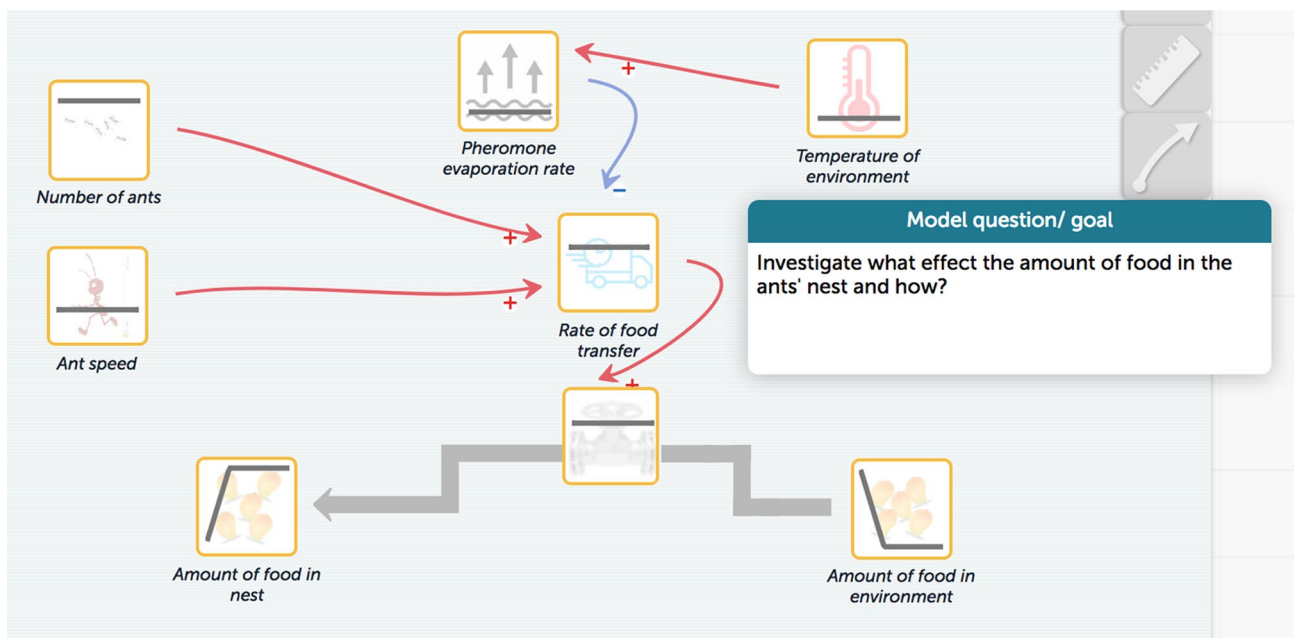 Number of ants
Pheromone
evaporation rate
+
Temperature of
environment
−
+
Ant speed
+
Rate of food
transfer
+
Model question/ goal
Investigate what effect the amount of food in the
ants' nest and how?
Amount of food in
nest
Amount of food in
environment